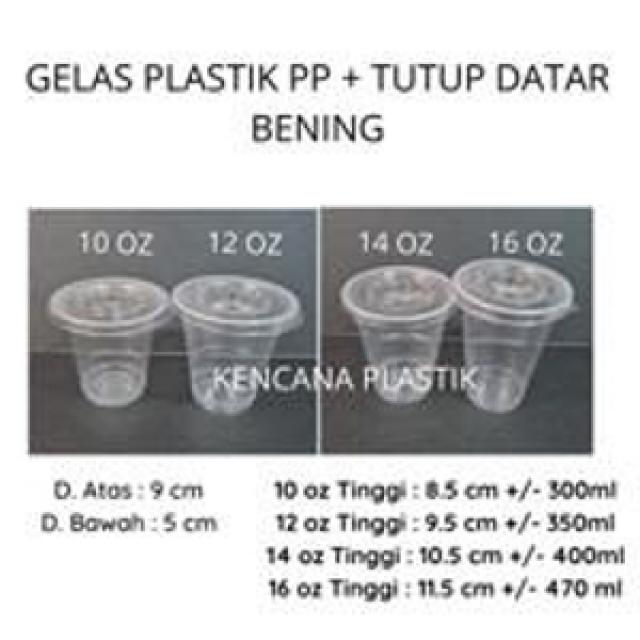 GELAS PLASTIK PP + TUTUP DATAR
BENING
10 OZ 12 OZ 14 OZ 16 OZ
KENCANA PLASTIK
D. Atas : 9 cm
D. Bawah : 5 cm
10 oz Tinggi : 8.5 cm +/- 300ml
12 oz Tinggi : 9.5 cm +/- 350ml
14 oz Tinggi : 10.5 cm +/- 400ml
16 oz Tinggi : 11.5 cm +/- 470 ml